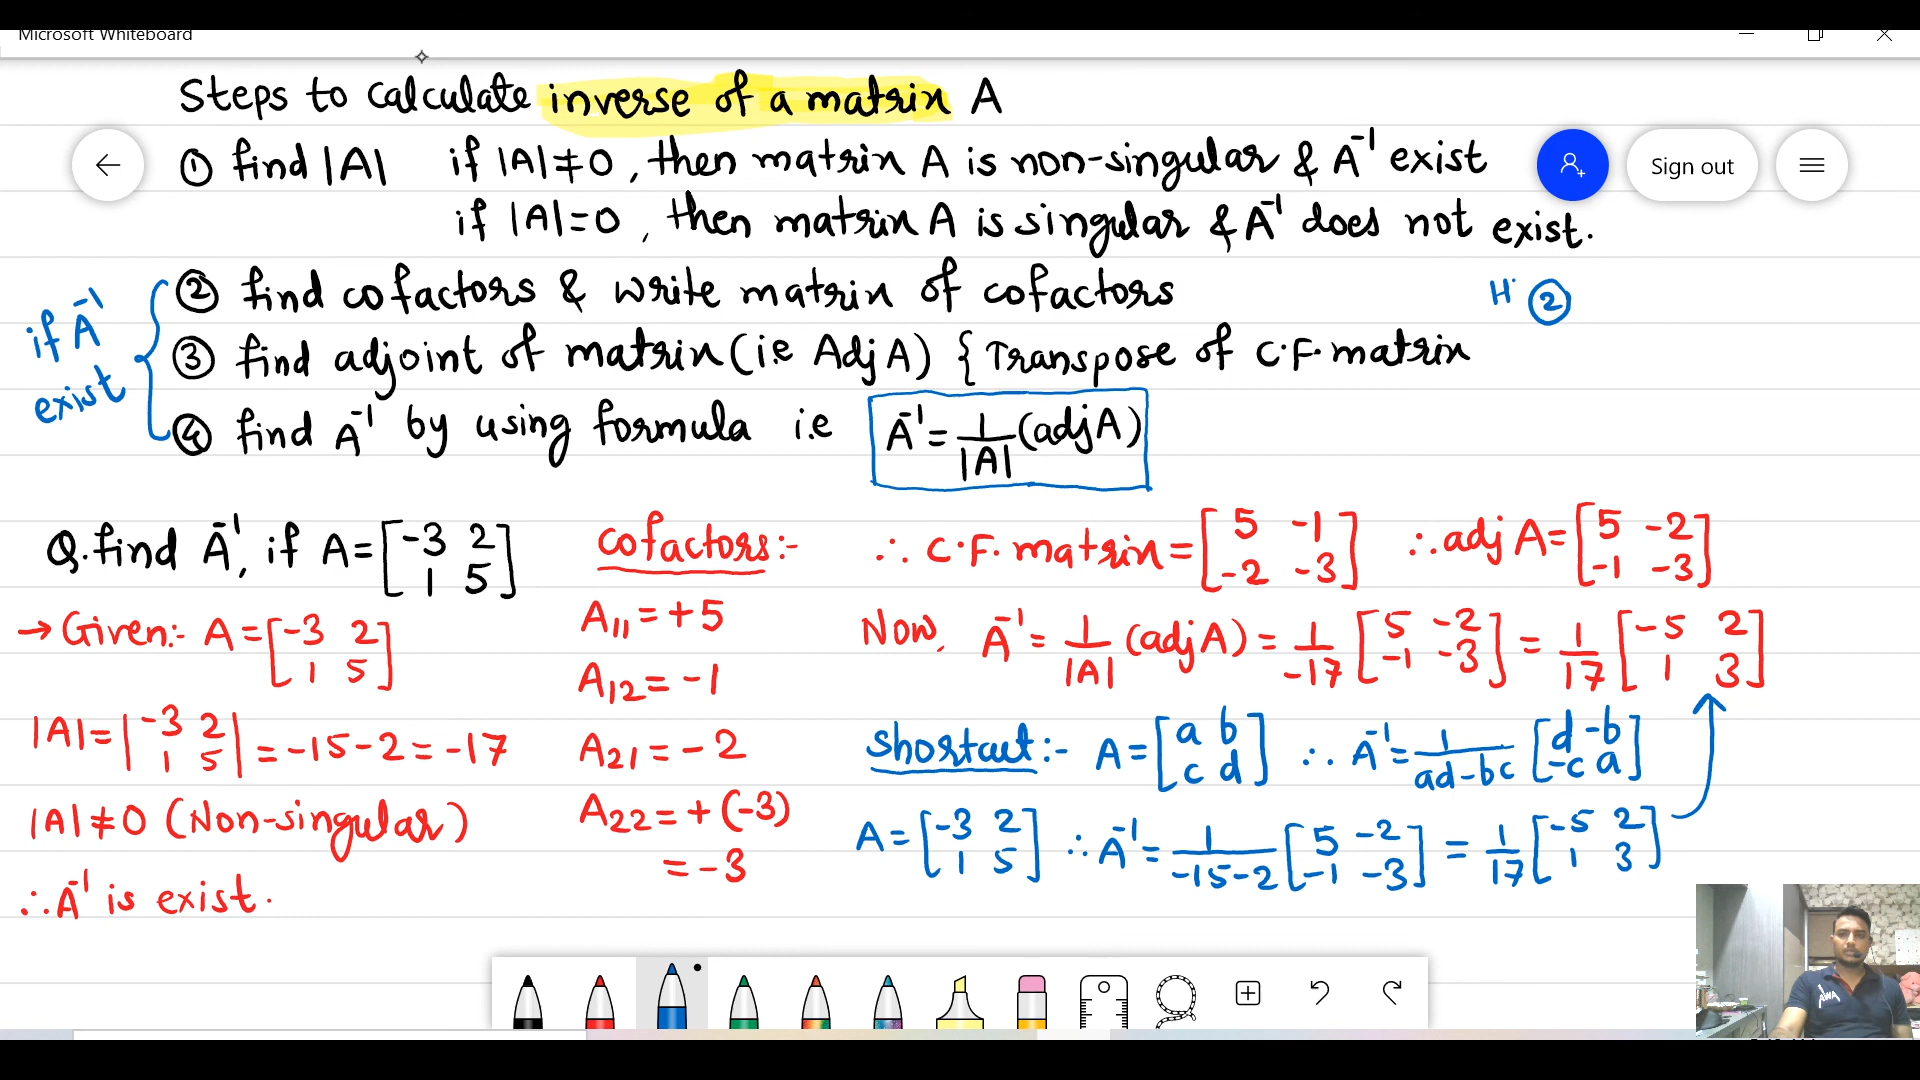 Microsoft Whiteboard
Steps to calculate inverse of a matrix A
① find |A| if |A|≠0, then matrix A is non-singular & A⁻¹ exist
if |A|=0, then matrix A is singular & A⁻¹ does not exist.
Sign out
if A⁻¹ exist
② find cofactors & write matrix of cofactors
H· ②
③ find adjoint of matrix (i.e Adj A) { Transpose of C.F. matrix
④ find A⁻¹ by using formula i.e A⁻¹ = 1/|A| (adj A)
Q. find A⁻¹, if A = [-3 2; 1 5]
→ Given:- A = [-3 2; 1 5]
|A| = |-3 2; 1 5| = -15-2 = -17
|A|≠0 (Non-singular)
∴ A⁻¹ is exist.
cofactors:-
A₁₁ = +5
A₁₂ = -1
A₂₁ = -2
A₂₂ = +(-3)
= -3
∴ C.F. matrix = [5 -1; -2 -3] ∴ adj A = [5 -2; -1 -3]
Now, A⁻¹ = 1/|A| (adj A) = 1/-17 [5 -2; -1 -3] = 1/17 [-5 2; 1 3]
Shortcut:- A = [a b; c d] ∴ A⁻¹ = 1/ad-bc [d -b; -c a]
A = [-3 2; 1 5] ∴ A⁻¹ = 1/-15-2 [5 -2; -1 -3] = 1/17 [-5 2; 1 3]